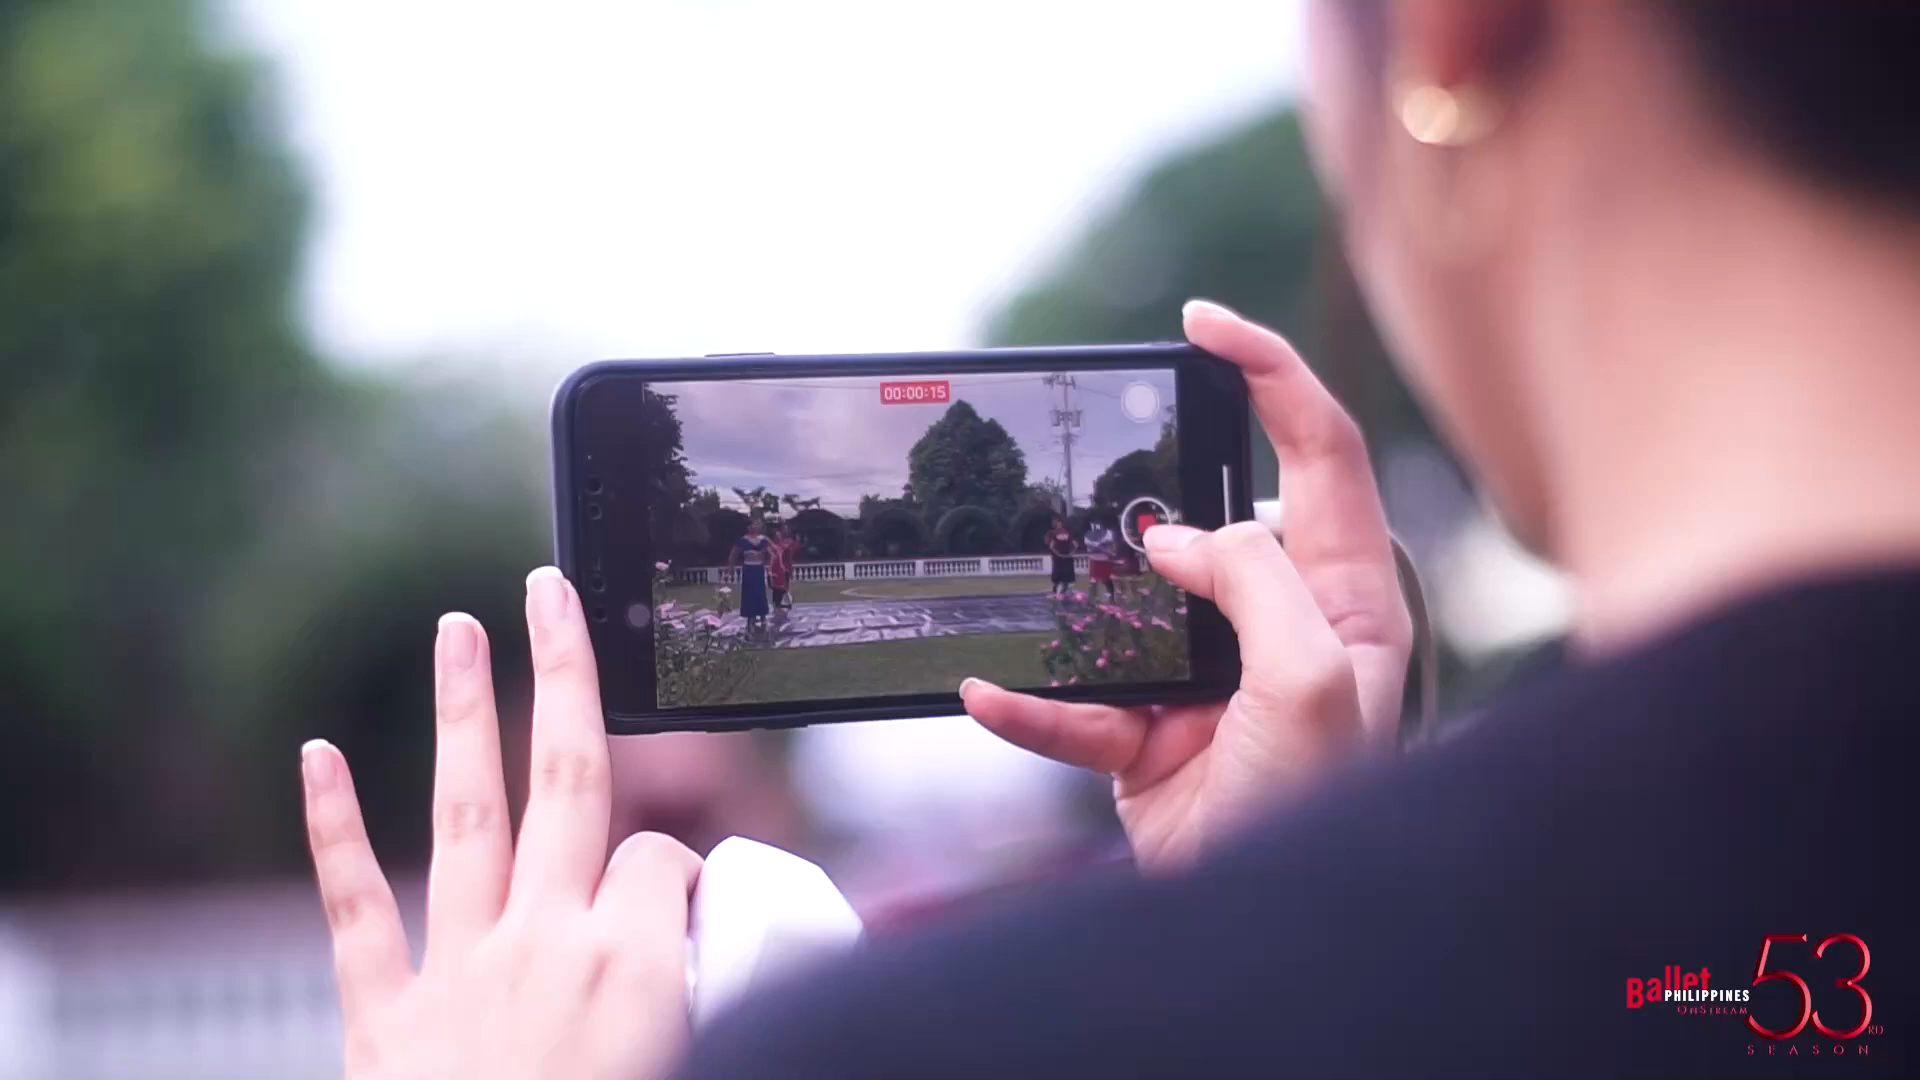 00:00:15
Ballet
PHILIPPINES
OnStream
53
RD
SEASON